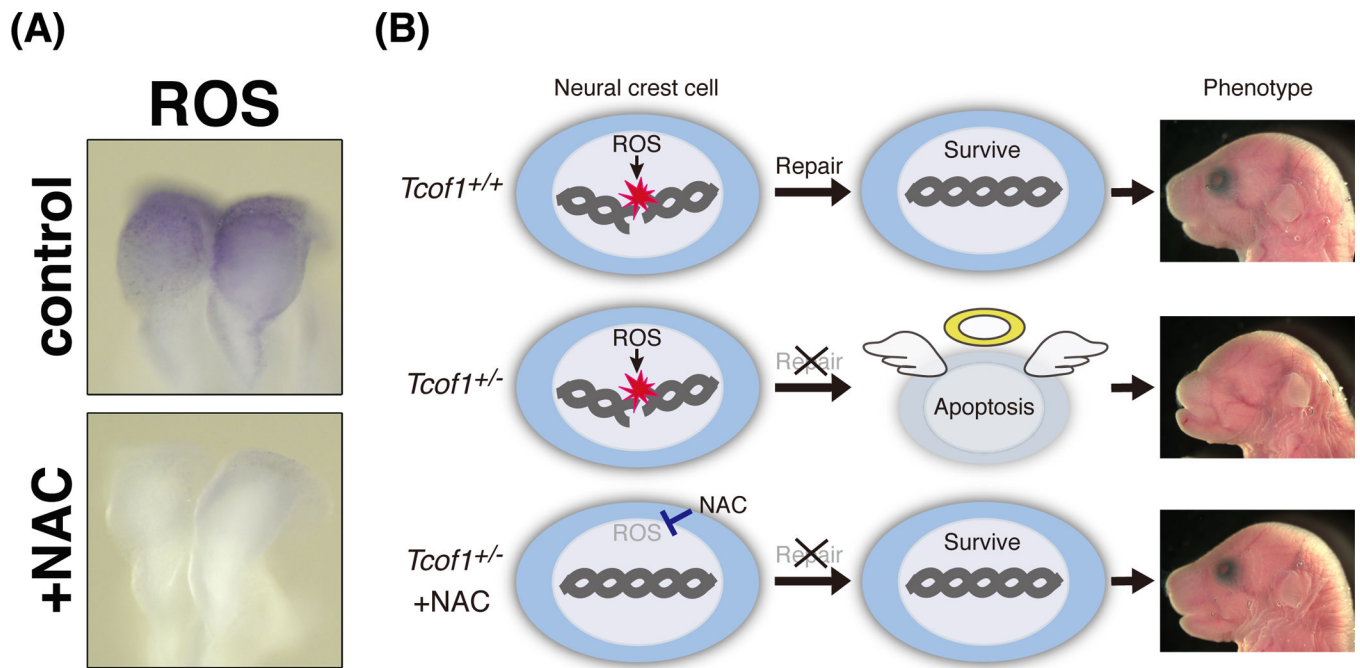 (A)
ROS
control
+NAC
(B)
Neural crest cell
Phenotype
Tcof1+/+
ROS
Repair
Survive
Tcof1+/-
ROS
Repair
Apoptosis
Tcof1+/-
+NAC
NAC
ROS
Repair
Survive